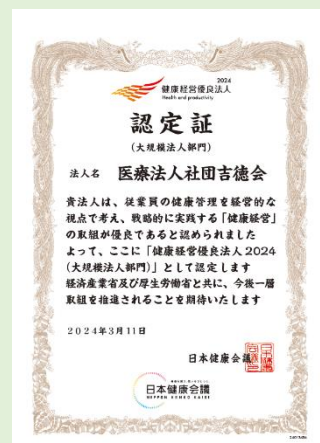 2024
健康経営優良法人
Health and productivity
認定証
(大規模法人部門)
法人名 医療法人社団吉徳会
貴法人は、従業員の健康管理を経営的な
視点で考え、戦略的に実践する「健康経営」
の取組が優良であると認められました
よって、ここに「健康経営優良法人2024
(大規模法人部門)」として認定します
経済産業省及び厚生労働省と共に、今後一層
取組を推進されることを期待いたします
2024年3月11日
日本健康会議
日本健康会議
NIPPON KENKO KAIGI